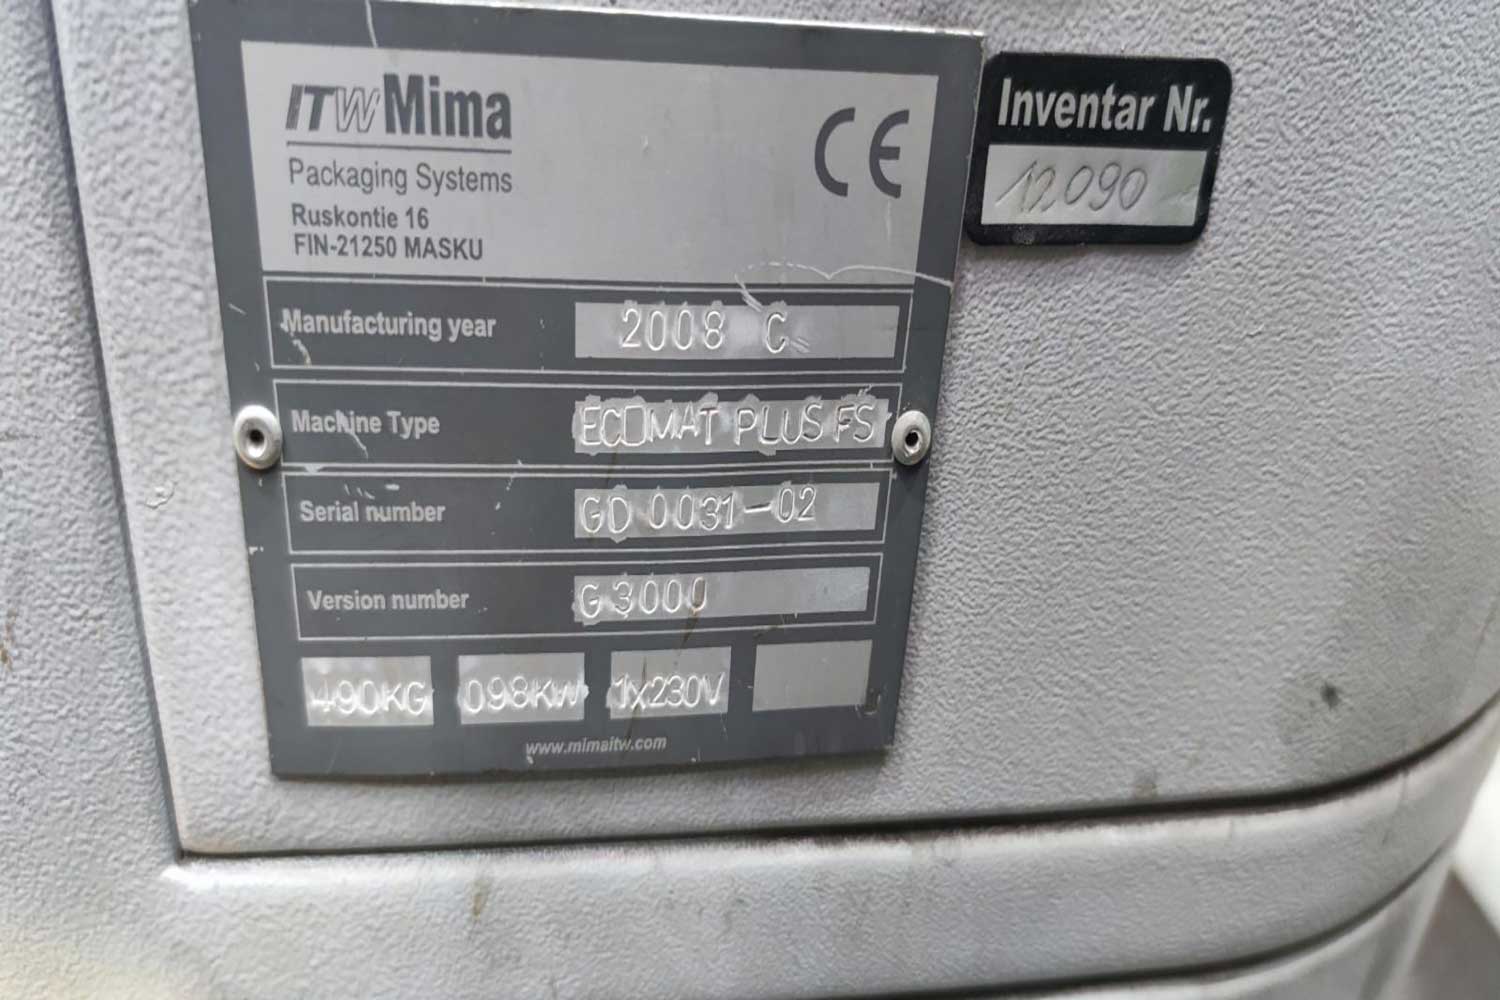 ITW Mima
Packaging Systems
Ruskontie 16
FIN-21250 MASKU
CE
Inventar Nr.
12090
Manufacturing year 2008 C
Machine Type ECOMAT PLUS FS
Serial number GD 0031-02
Version number G3000
490KG 098KW 1X230V
www.mimaitw.com